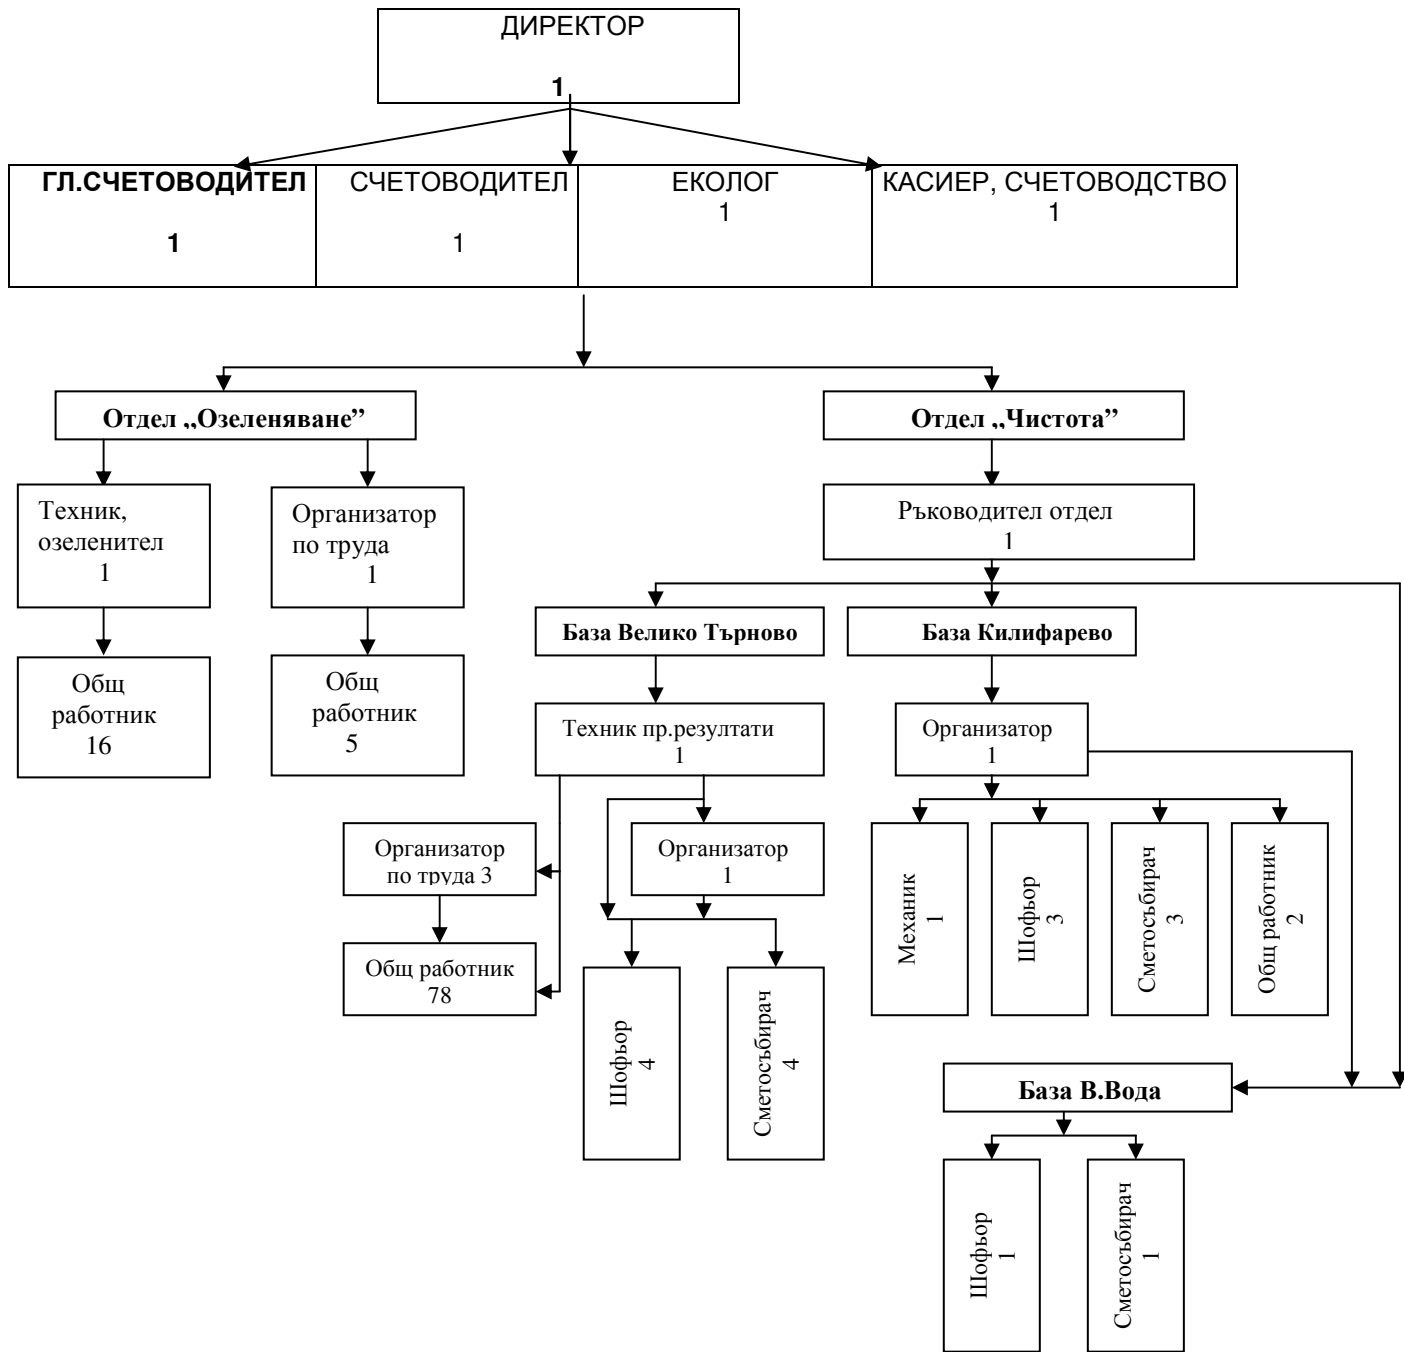 ДИРЕКТОР
1
ГЛ.СЧЕТОВОДИТЕЛ
1
СЧЕТОВОДИТЕЛ
1
ЕКОЛОГ
1
КАСИЕР, СЧЕТОВОДСТВО
1
Отдел „Озеленяване”
Отдел „Чистота”
Техник,
озеленител
1
Организатор
по труда
1
Ръководител отдел
1
База Велико Търново
База Килифарево
Общ
работник
16
Общ
работник
5
Техник пр.резултати
1
Организатор
1
Организатор
по труда 3
Организатор
1
Механик
1
Шофьор
3
Сметосъбирач
3
Общ работник
2
Общ работник
78
Шофьор
4
Сметосъбирач
4
База В.Вода
Шофьор
1
Сметосъбирач
1